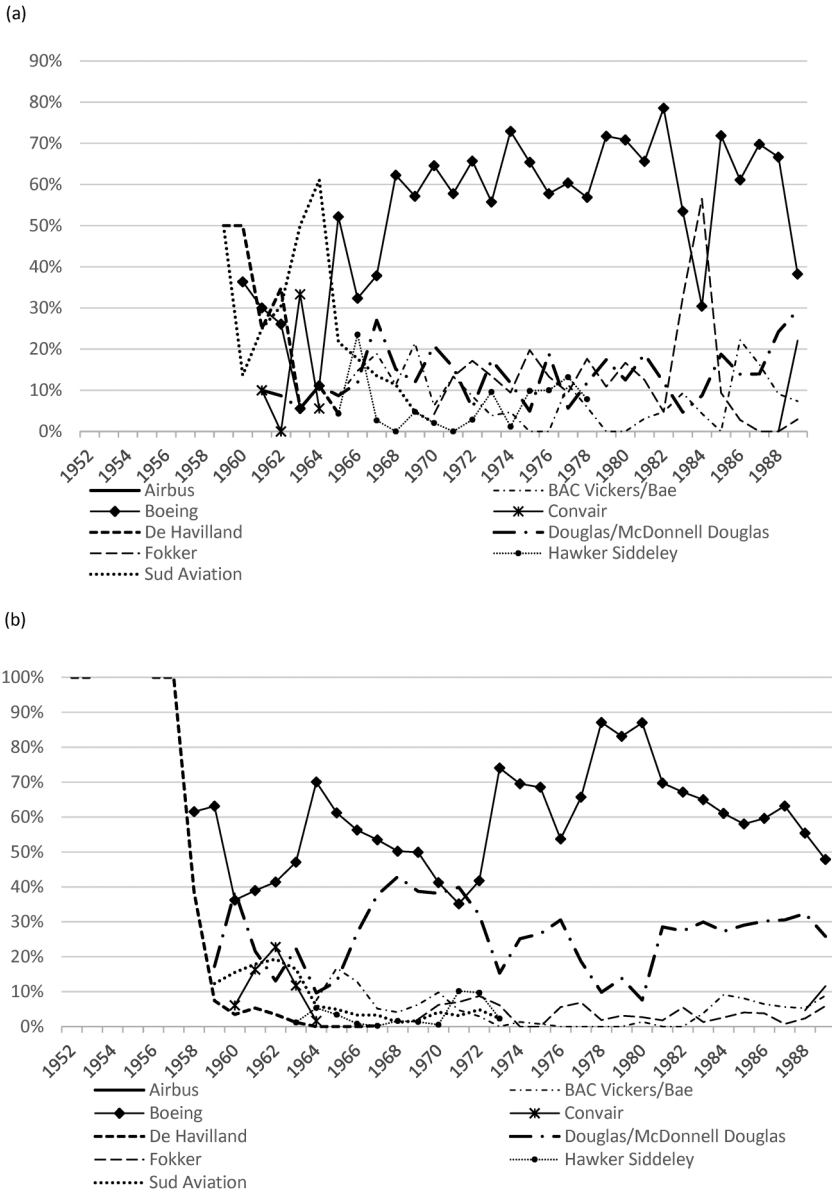 (a)
90%
80%
70%
60%
50%
40%
30%
20%
10%
0%
1952 1954 1956 1958 1960 1962 1964 1966 1968 1970 1972 1974 1976 1978 1980 1982 1984 1986 1988
Airbus BAC Vickers/Bae
Boeing Convair
De Havilland Douglas/McDonnell Douglas
Fokker Hawker Siddeley
Sud Aviation
(b)
100%
90%
80%
70%
60%
50%
40%
30%
20%
10%
0%
1952 1954 1956 1958 1960 1962 1964 1966 1968 1970 1972 1974 1976 1978 1980 1982 1984 1986 1988
Airbus BAC Vickers/Bae
Boeing Convair
De Havilland Douglas/McDonnell Douglas
Fokker Hawker Siddeley
Sud Aviation